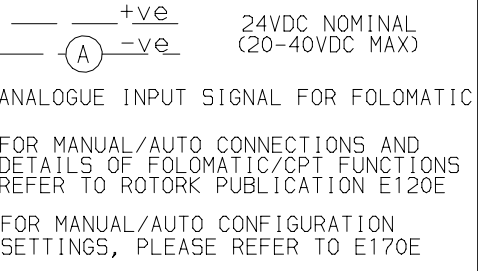 +ve
24VDC NOMINAL
A
-ve
(20-40VDC MAX)
ANALOGUE INPUT SIGNAL FOR FOLOMATIC
FOR MANUAL/AUTO CONNECTIONS AND
DETAILS OF FOLOMATIC/CPT FUNCTIONS
REFER TO ROTORK PUBLICATION E120E
FOR MANUAL/AUTO CONFIGURATION
SETTINGS, PLEASE REFER TO E170E